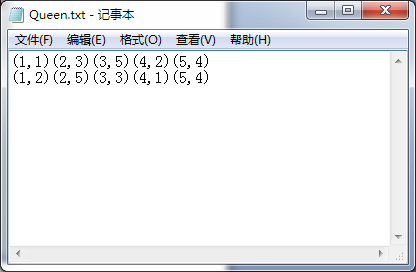 Queen.txt - 记事本
文件(F) 编辑(E) 格式(O) 查看(V) 帮助(H)
(1,1)(2,3)(3,5)(4,2)(5,4)
(1,2)(2,5)(3,3)(4,1)(5,4)